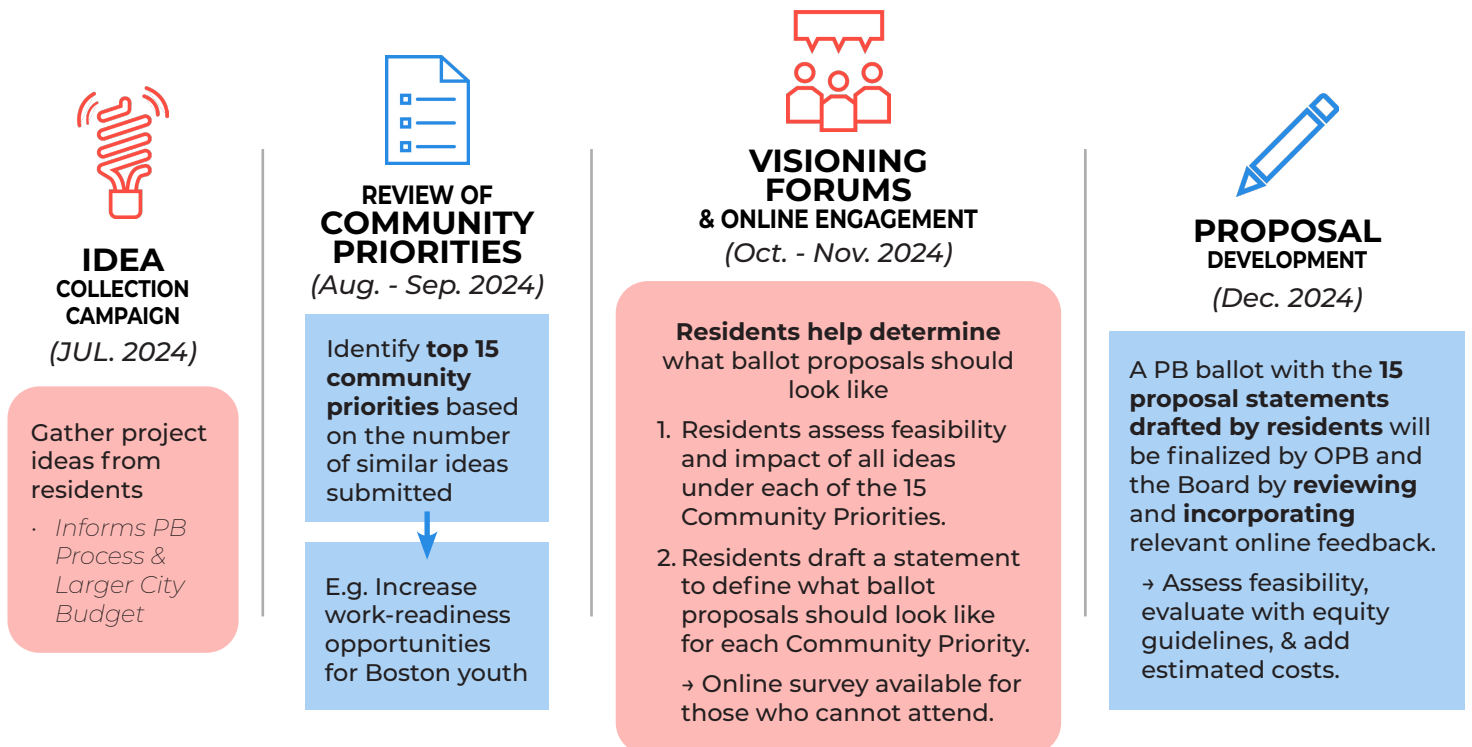 IDEA
COLLECTION
CAMPAIGN
(JUL. 2024)
Gather project
ideas from
residents
· Informs PB
Process &
Larger City
Budget
REVIEW OF
COMMUNITY
PRIORITIES
(Aug. - Sep. 2024)
Identify top 15
community
priorities based
on the number
of similar ideas
submitted
E.g. Increase
work-readiness
opportunities
for Boston youth
VISIONING
FORUMS
& ONLINE ENGAGEMENT
(Oct. - Nov. 2024)
Residents help determine
what ballot proposals should
look like
1. Residents assess feasibility
and impact of all ideas
under each of the 15
Community Priorities.
2. Residents draft a statement
to define what ballot
proposals should look like
for each Community Priority.
→ Online survey available for
those who cannot attend.
PROPOSAL
DEVELOPMENT
(Dec. 2024)
A PB ballot with the 15
proposal statements
drafted by residents will
be finalized by OPB and
the Board by reviewing
and incorporating
relevant online feedback.
→ Assess feasibility,
evaluate with equity
guidelines, & add
estimated costs.